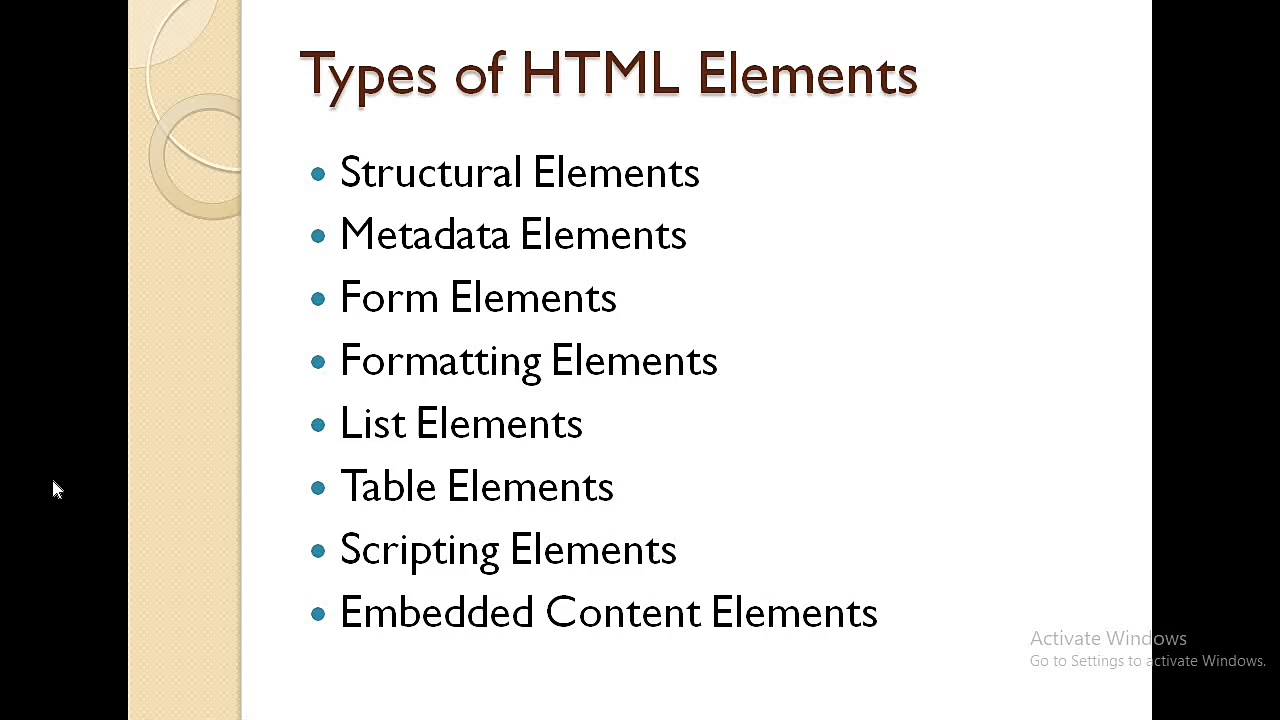 Types of HTML Elements
Structural Elements
Metadata Elements
Form Elements
Formatting Elements
List Elements
Table Elements
Scripting Elements
Embedded Content Elements
Activate Windows
Go to Settings to activate Windows.